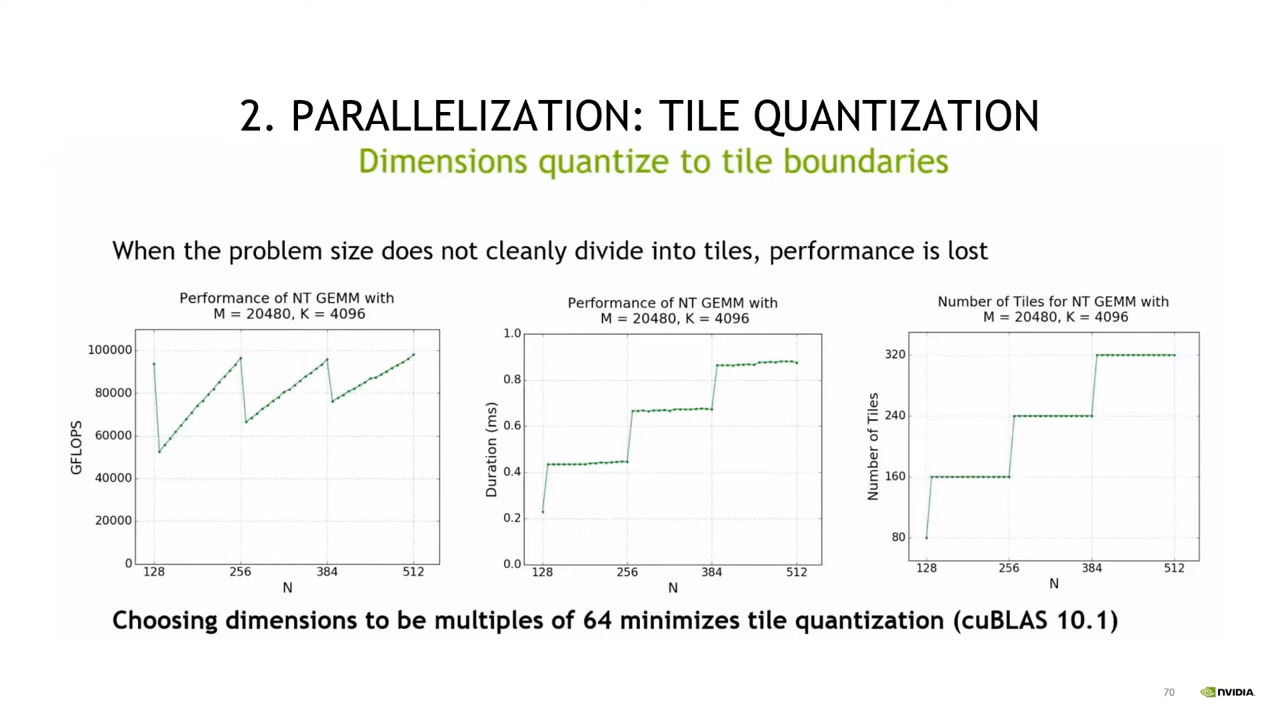 2. PARALLELIZATION: TILE QUANTIZATION
Dimensions quantize to tile boundaries
When the problem size does not cleanly divide into tiles, performance is lost
Performance of NT GEMM with
M = 20480, K = 4096
GFLOPS
100000
80000
60000
40000
20000
0
128
256
384
512
N
Performance of NT GEMM with
M = 20480, K = 4096
Duration (ms)
1.0
0.8
0.6
0.4
0.2
0.0
128
256
384
512
N
Number of Tiles for NT GEMM with
M = 20480, K = 4096
Number of Tiles
320
240
160
80
128
256
384
512
N
Choosing dimensions to be multiples of 64 minimizes tile quantization (cuBLAS 10.1)
70
NVIDIA.